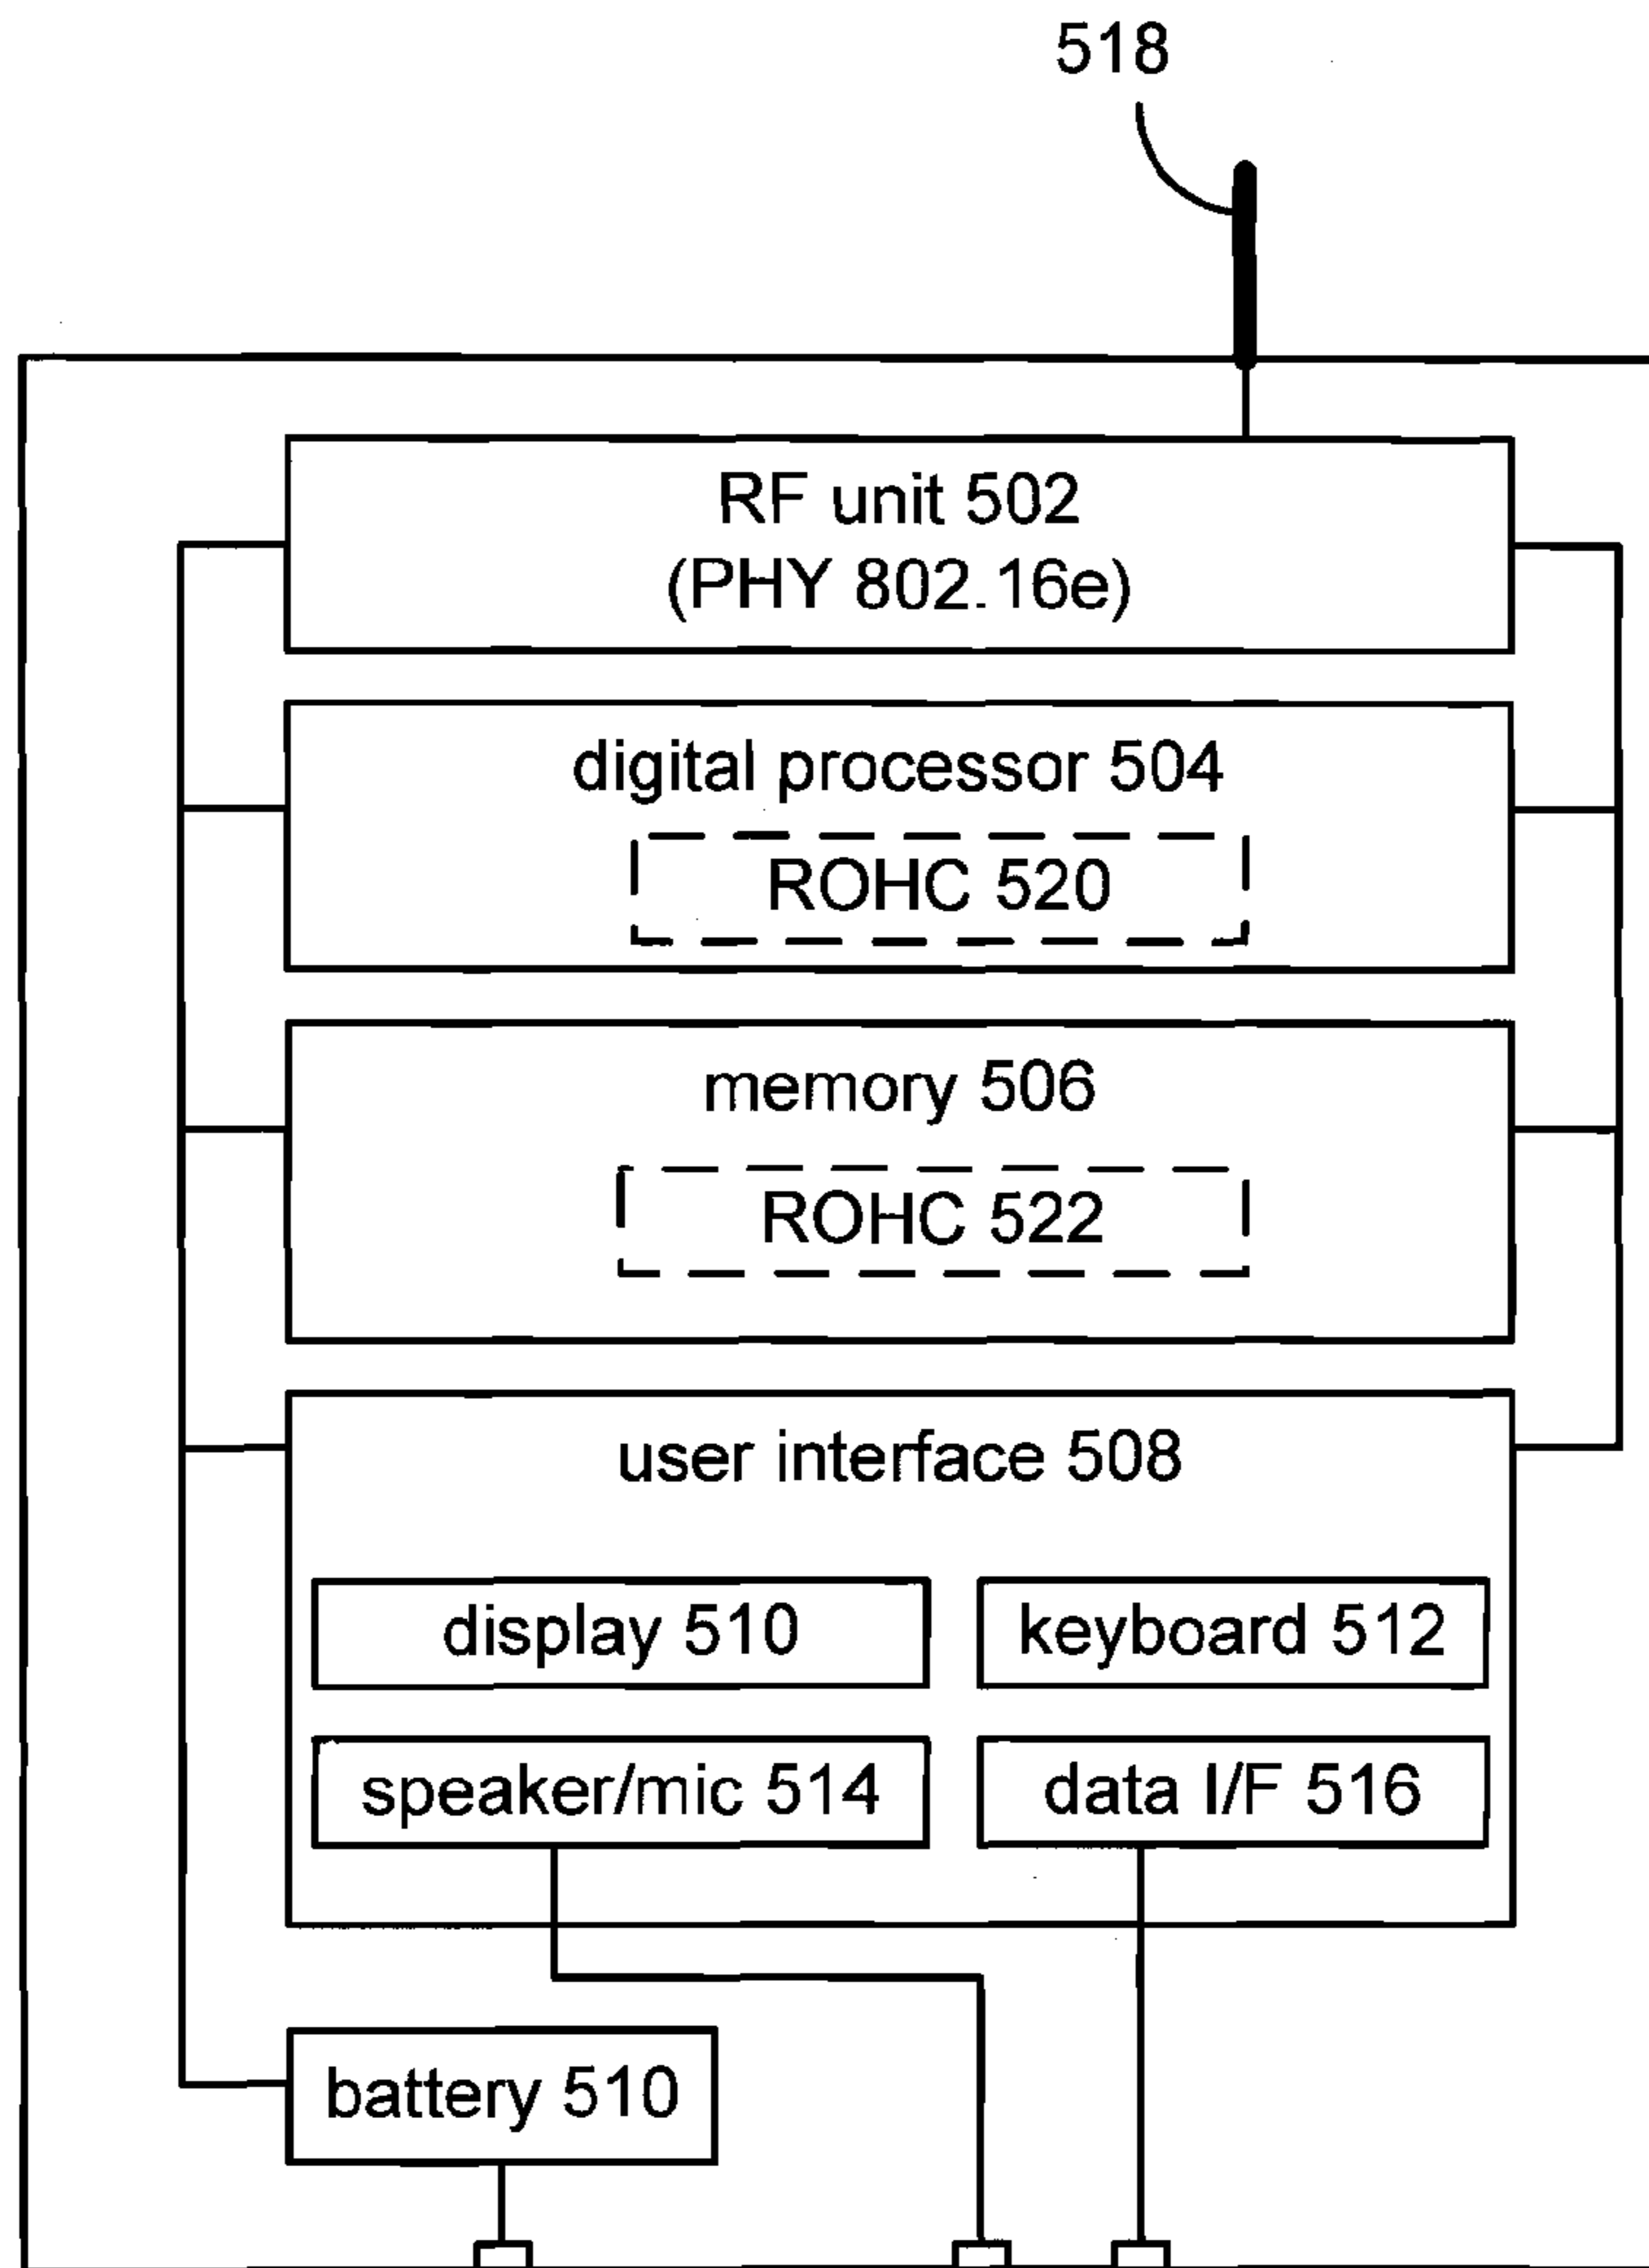 518
RF unit 502
(PHY 802.16e)
digital processor 504
ROHC 520
memory 506
ROHC 522
user interface 508
display 510
keyboard 512
speaker/mic 514
data I/F 516
battery 510